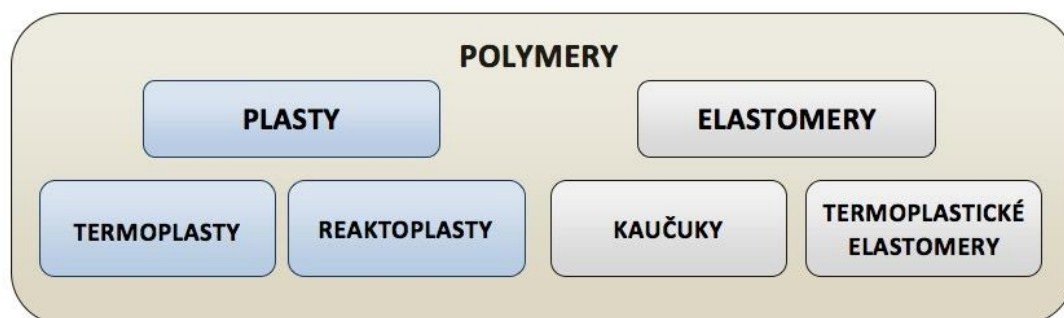 POLYMERY
PLASTY
ELASTOMERY
TERMOPLASTY
REAKTOPLASTY
KAUČUKY
TERMOPLASTICKÉ
ELASTOMERY